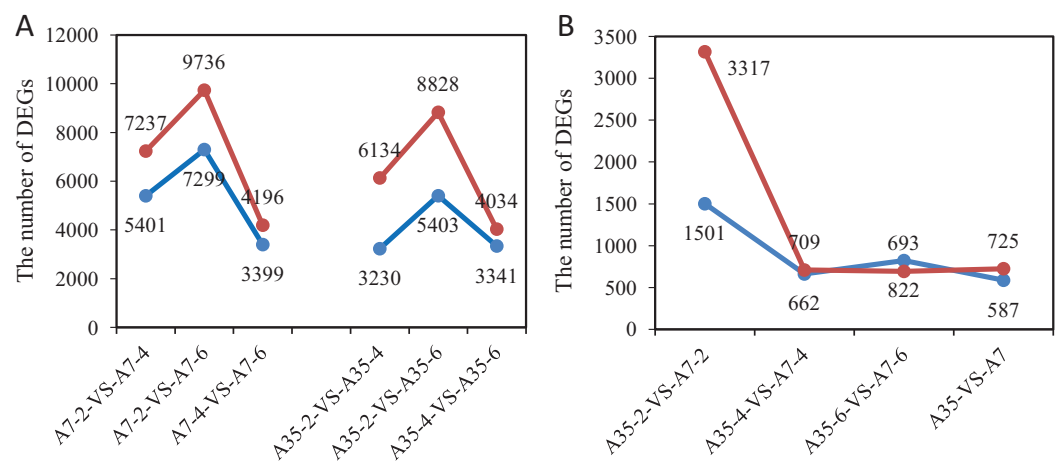 A
The number of DEGs
12000
10000
8000
6000
4000
2000
0
7237
9736
4196
5401
7299
3399
6134
8828
4034
3230
5403
3341
A7-2-VS-A7-4
A7-2-VS-A7-6
A7-4-VS-A7-6
A35-2-VS-A35-4
A35-2-VS-A35-6
A35-4-VS-A35-6
B
The number of DEGs
3500
3000
2500
2000
1500
1000
500
0
3317
709
693
725
1501
662
822
587
A35-2-VS-A7-2
A35-4-VS-A7-4
A35-6-VS-A7-6
A35-VS-A7